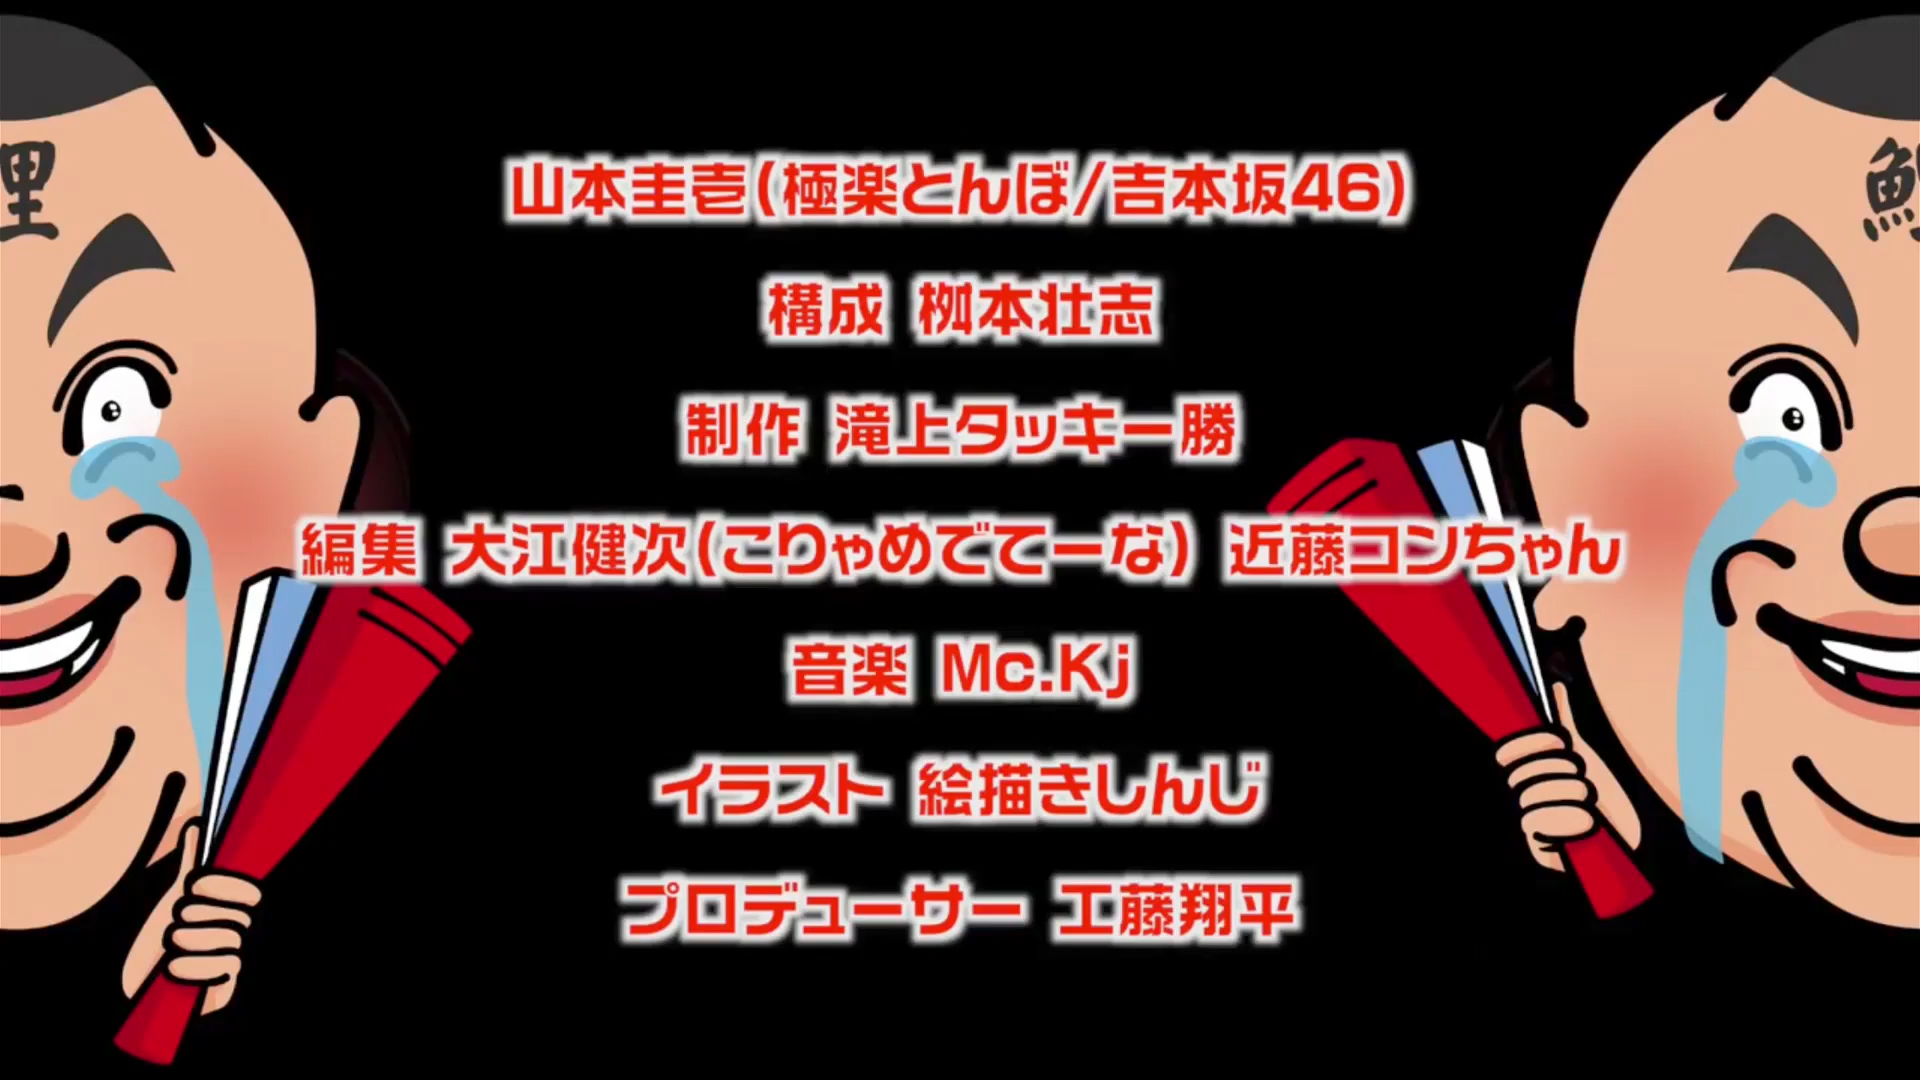 山本圭壱(極楽とんぼ/吉本坂46)
構成 桝本壮志
制作 滝上タッキー勝
編集 大江健次(こりゃめでてーな) 近藤コンちゃん
音楽 Mc.Kj
イラスト 絵描きしんじ
プロデューサー 工藤翔平